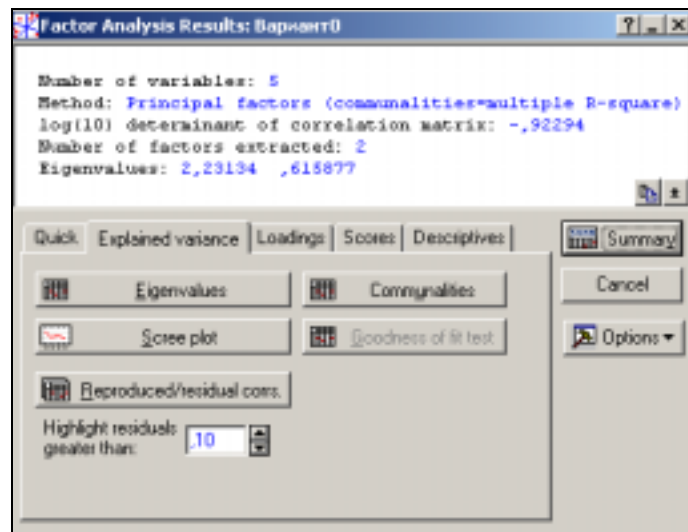 Factor Analysis Results: Вариант0
Number of variables: 5
Method: Principal factors (communalities=multiple R-square)
log(10) determinant of correlation matrix: -,92294
Number of factors extracted: 2
Eigenvalues: 2,23134 ,615877
Quick Explained variance Loadings Scores Descriptives
Summary
Eigenvalues Communalities
Cancel
Scree plot Goodness of fit test
Options
Reproduced/residual corrs.
Highlight residuals
greater than: ,10